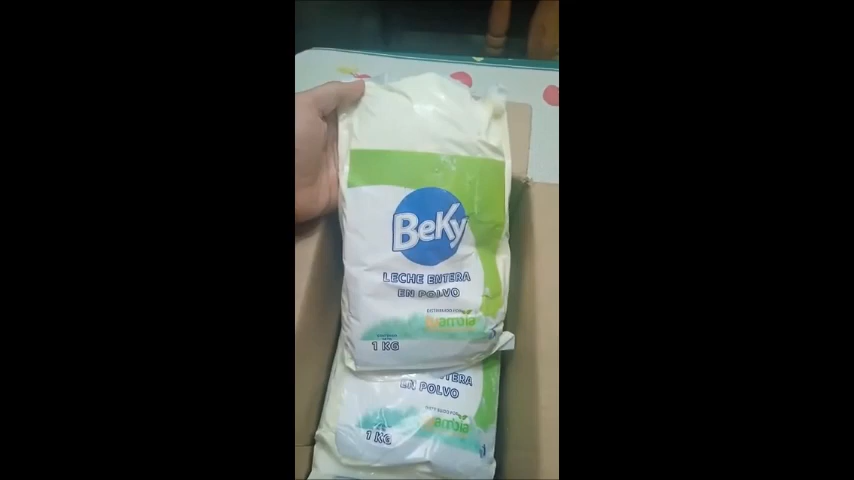 BeKy
LECHE ENTERA
EN POLVO
1 KG
EN POLVO
1 KG